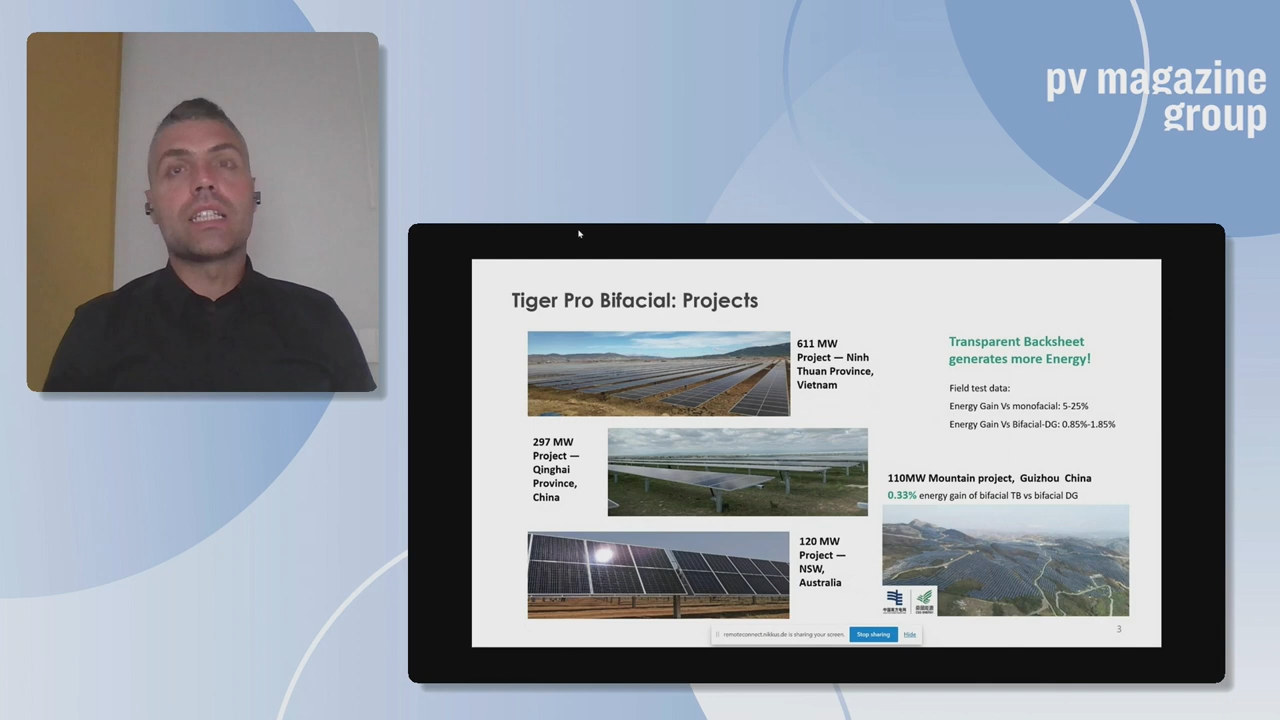 pv magazine
group
Tiger Pro Bifacial: Projects
611 MW
Project — Ninh
Thuan Province,
Vietnam
Transparent Backsheet
generates more Energy!
Field test data:
Energy Gain Vs monofacial: 5-25%
Energy Gain Vs Bifacial-DG: 0.85%-1.85%
297 MW
Project —
Qinghai
Province,
China
110MW Mountain project, Guizhou China
0.33% energy gain of bifacial TB vs bifacial DG
120 MW
Project —
NSW,
Australia
3
remoteconnect.nikkus.de is sharing your screen.
Stop sharing
Hide